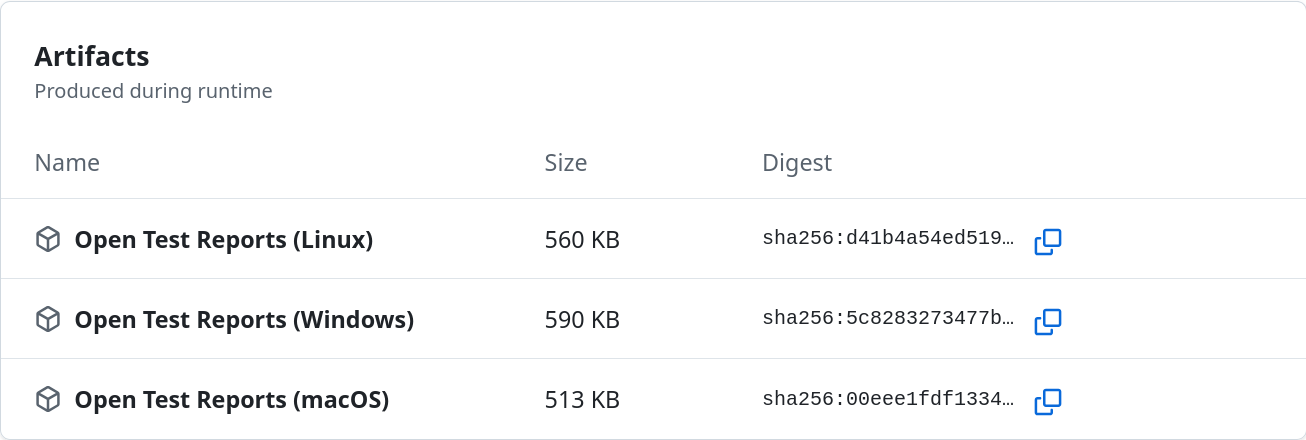 Artifacts
Produced during runtime
Name Size Digest
Open Test Reports (Linux) 560 KB sha256:d41b4a54ed519…
Open Test Reports (Windows) 590 KB sha256:5c8283273477b…
Open Test Reports (macOS) 513 KB sha256:00eee1fdf1334…